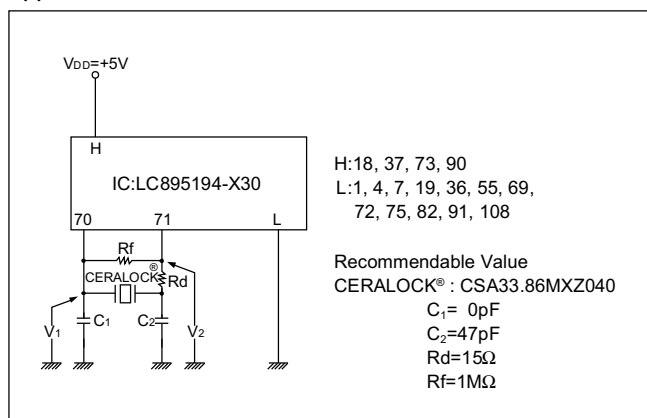 VDD=+5V
H
IC:LC895194-X30
70 71 L
Rf
CERALOCK®
Rd
V1
C1
C2
V2
H:18, 37, 73, 90
L:1, 4, 7, 19, 36, 55, 69,
72, 75, 82, 91, 108
Recommendable Value
CERALOCK® : CSA33.86MXZ040
C1= 0pF
C2=47pF
Rd=15Ω
Rf=1MΩ